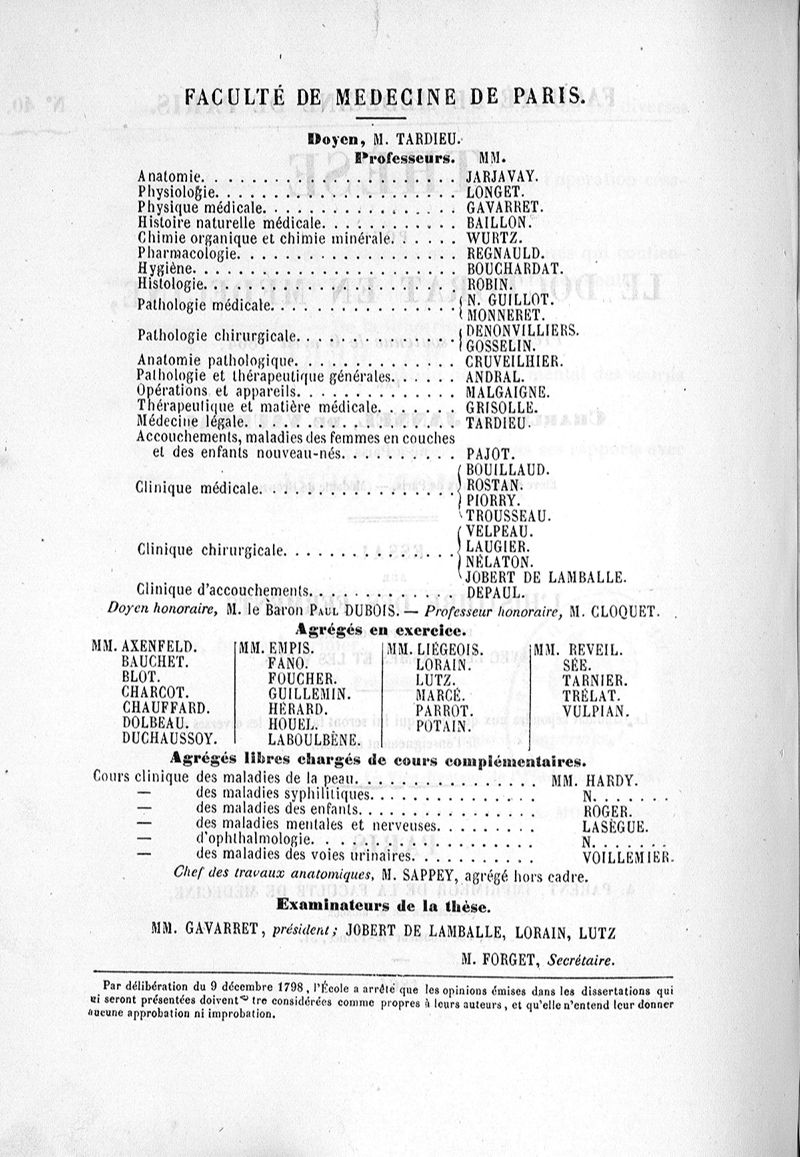 FACULTÉ DE MEDECINE DE PARIS.
Doyen, M. TARDIEU.
Professeurs. MM.
Anatomie. . . . . . . . . . . . . . . . . . . JARJAVAY.
Physiologie. . . . . . . . . . . . . . . . . . LONGET.
Physique médicale. . . . . . . . . . . . . . . GAVARRET.
Histoire naturelle médicale. . . . . . . . . . . BAILLON.
Chimie organique et chimie minérale. . . . . . WURTZ.
Pharmacologie. . . . . . . . . . . . . . . . . REGNAULD.
Hygiène. . . . . . . . . . . . . . . . . . . . BOUCHARDAT.
Histologie. . . . . . . . . . . . . . . . . . . ROBIN.
Pathologie médicale. . . . . . . . . . . . . . { N. GUILLOT.
MONNERET.
Pathologie chirurgicale. . . . . . . . . . . . . { DENONVILLIERS.
GOSSELIN.
Anatomie pathologique. . . . . . . . . . . . . CRUVEILHIER.
Pathologie et thérapeutique générales. . . . . . ANDRAL.
Opérations et appareils. . . . . . . . . . . . . MALGAIGNE.
Thérapeutique et matière médicale. . . . . . . GRISOLLE.
Médecine légale. . . . . . . . . . . . . . . . TARDIEU.
Accouchements, maladies des femmes en couches
et des enfants nouveau-nés. . . . . . . . . . PAJOT.
Clinique médicale. . . . . . . . . . . . . . . { BOUILLAUD.
ROSTAN.
PIORRY.
TROUSSEAU.
Clinique chirurgicale. . . . . . . . . . . . . . { VELPEAU.
LAUGIER.
NÉLATON.
JOBERT DE LAMBALLE.
Clinique d'accouchements. . . . . . . . . . . . DEPAUL.
Doyen honoraire, M. le Baron PAUL DUBOIS. — Professeur honoraire, M. CLOQUET.
Agrégés en exercice.
MM. AXENFELD.
BAUCHET.
BLOT.
CHARCOT.
CHAUFFARD.
DOLBEAU.
DUCHAUSSOY.
MM. EMPIS.
FANO.
FOUCHER.
GUILLEMIN.
HÉRARD.
HOUEL.
LABOULBÈNE.
MM. LIÉGEOIS.
LORAIN.
LUTZ.
MARCÉ.
PARROT.
POTAIN.
MM. REVEIL.
SÉE.
TARNIER.
TRÉLAT.
VULPIAN.
Agrégés libres chargés de cours complémentaires.
Cours clinique des maladies de la peau. . . . . . . . . . . . . . . MM. HARDY.
— des maladies syphilitiques. . . . . . . . . . . . . N. . . . . . .
— des maladies des enfants. . . . . . . . . . . . . . ROGER.
— des maladies mentales et nerveuses. . . . . . . . . LASÈGUE.
— d'ophthalmologie. . . . . . . . . . . . . . . . . N. . . . . . .
— des maladies des voies urinaires. . . . . . . . . . . VOILLEMIER.
Chef des travaux anatomiques, M. SAPPEY, agrégé hors cadre.
Examinateurs de la thèse.
MM. GAVARRET, président; JOBERT DE LAMBALLE, LORAIN, LUTZ
M. FORGET, Secrétaire.
Par délibération du 9 décembre 1798, l'École a arrêté que les opinions émises dans les dissertations qui
ui seront présentées doivent tre considérées comme propres à leurs auteurs, et qu'elle n'entend leur donner
aucune approbation ni improbation.